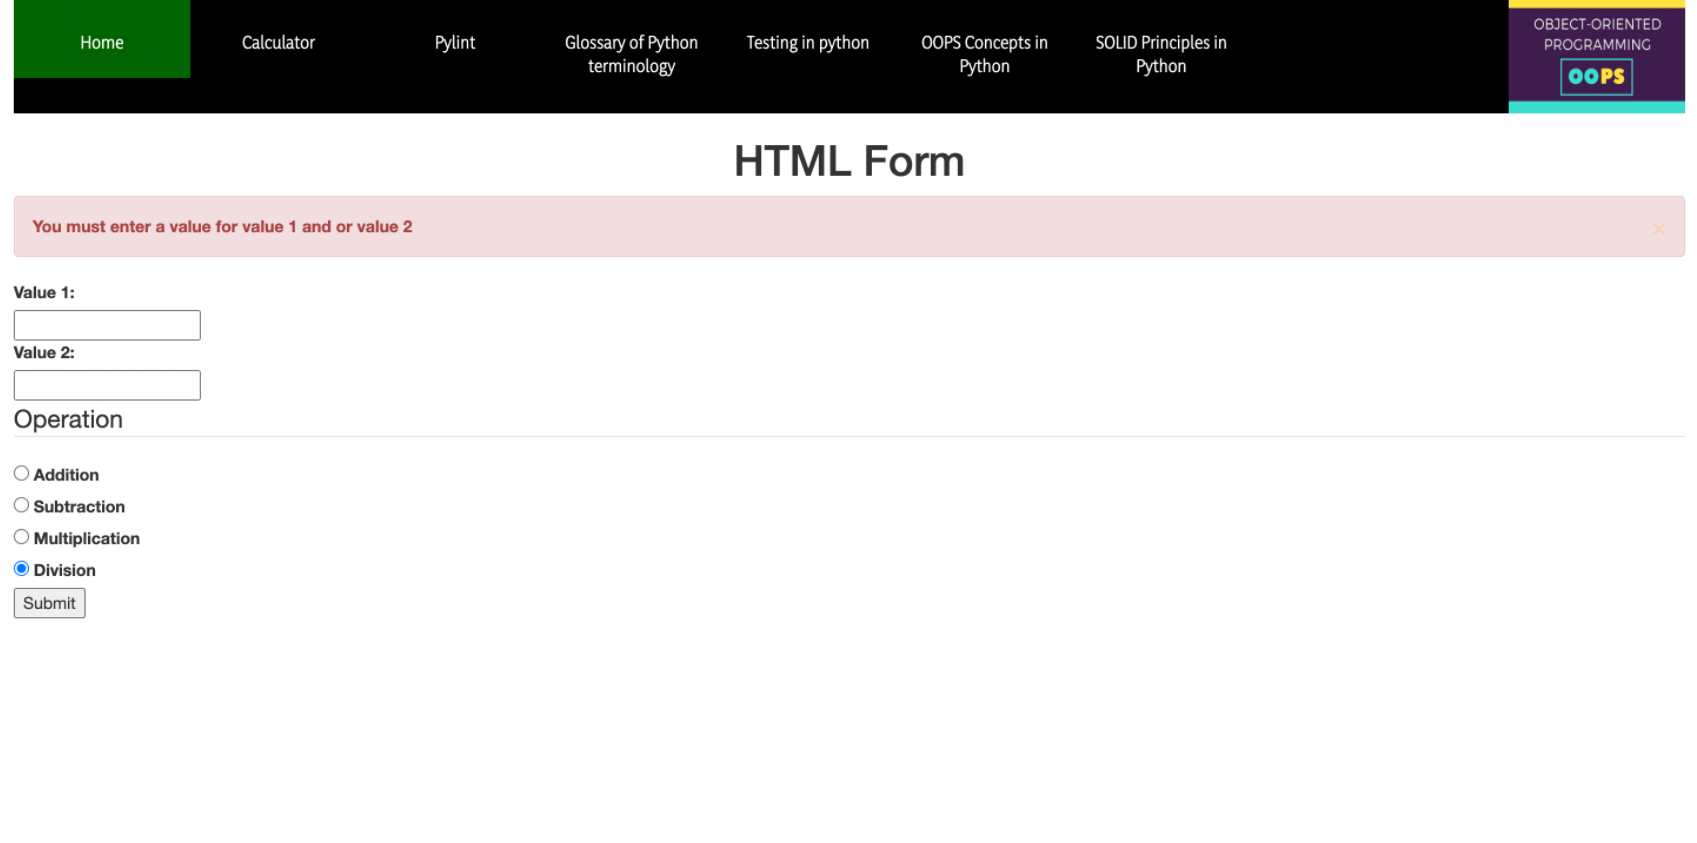 Home
Calculator
Pylint
Glossary of Python
terminology
Testing in python
OOPS Concepts in
Python
SOLID Principles in
Python
OBJECT-ORIENTED
PROGRAMMING
OOPS
HTML Form
You must enter a value for value 1 and or value 2
×
Value 1:
Value 2:
Operation
Addition
Subtraction
Multiplication
Division
Submit